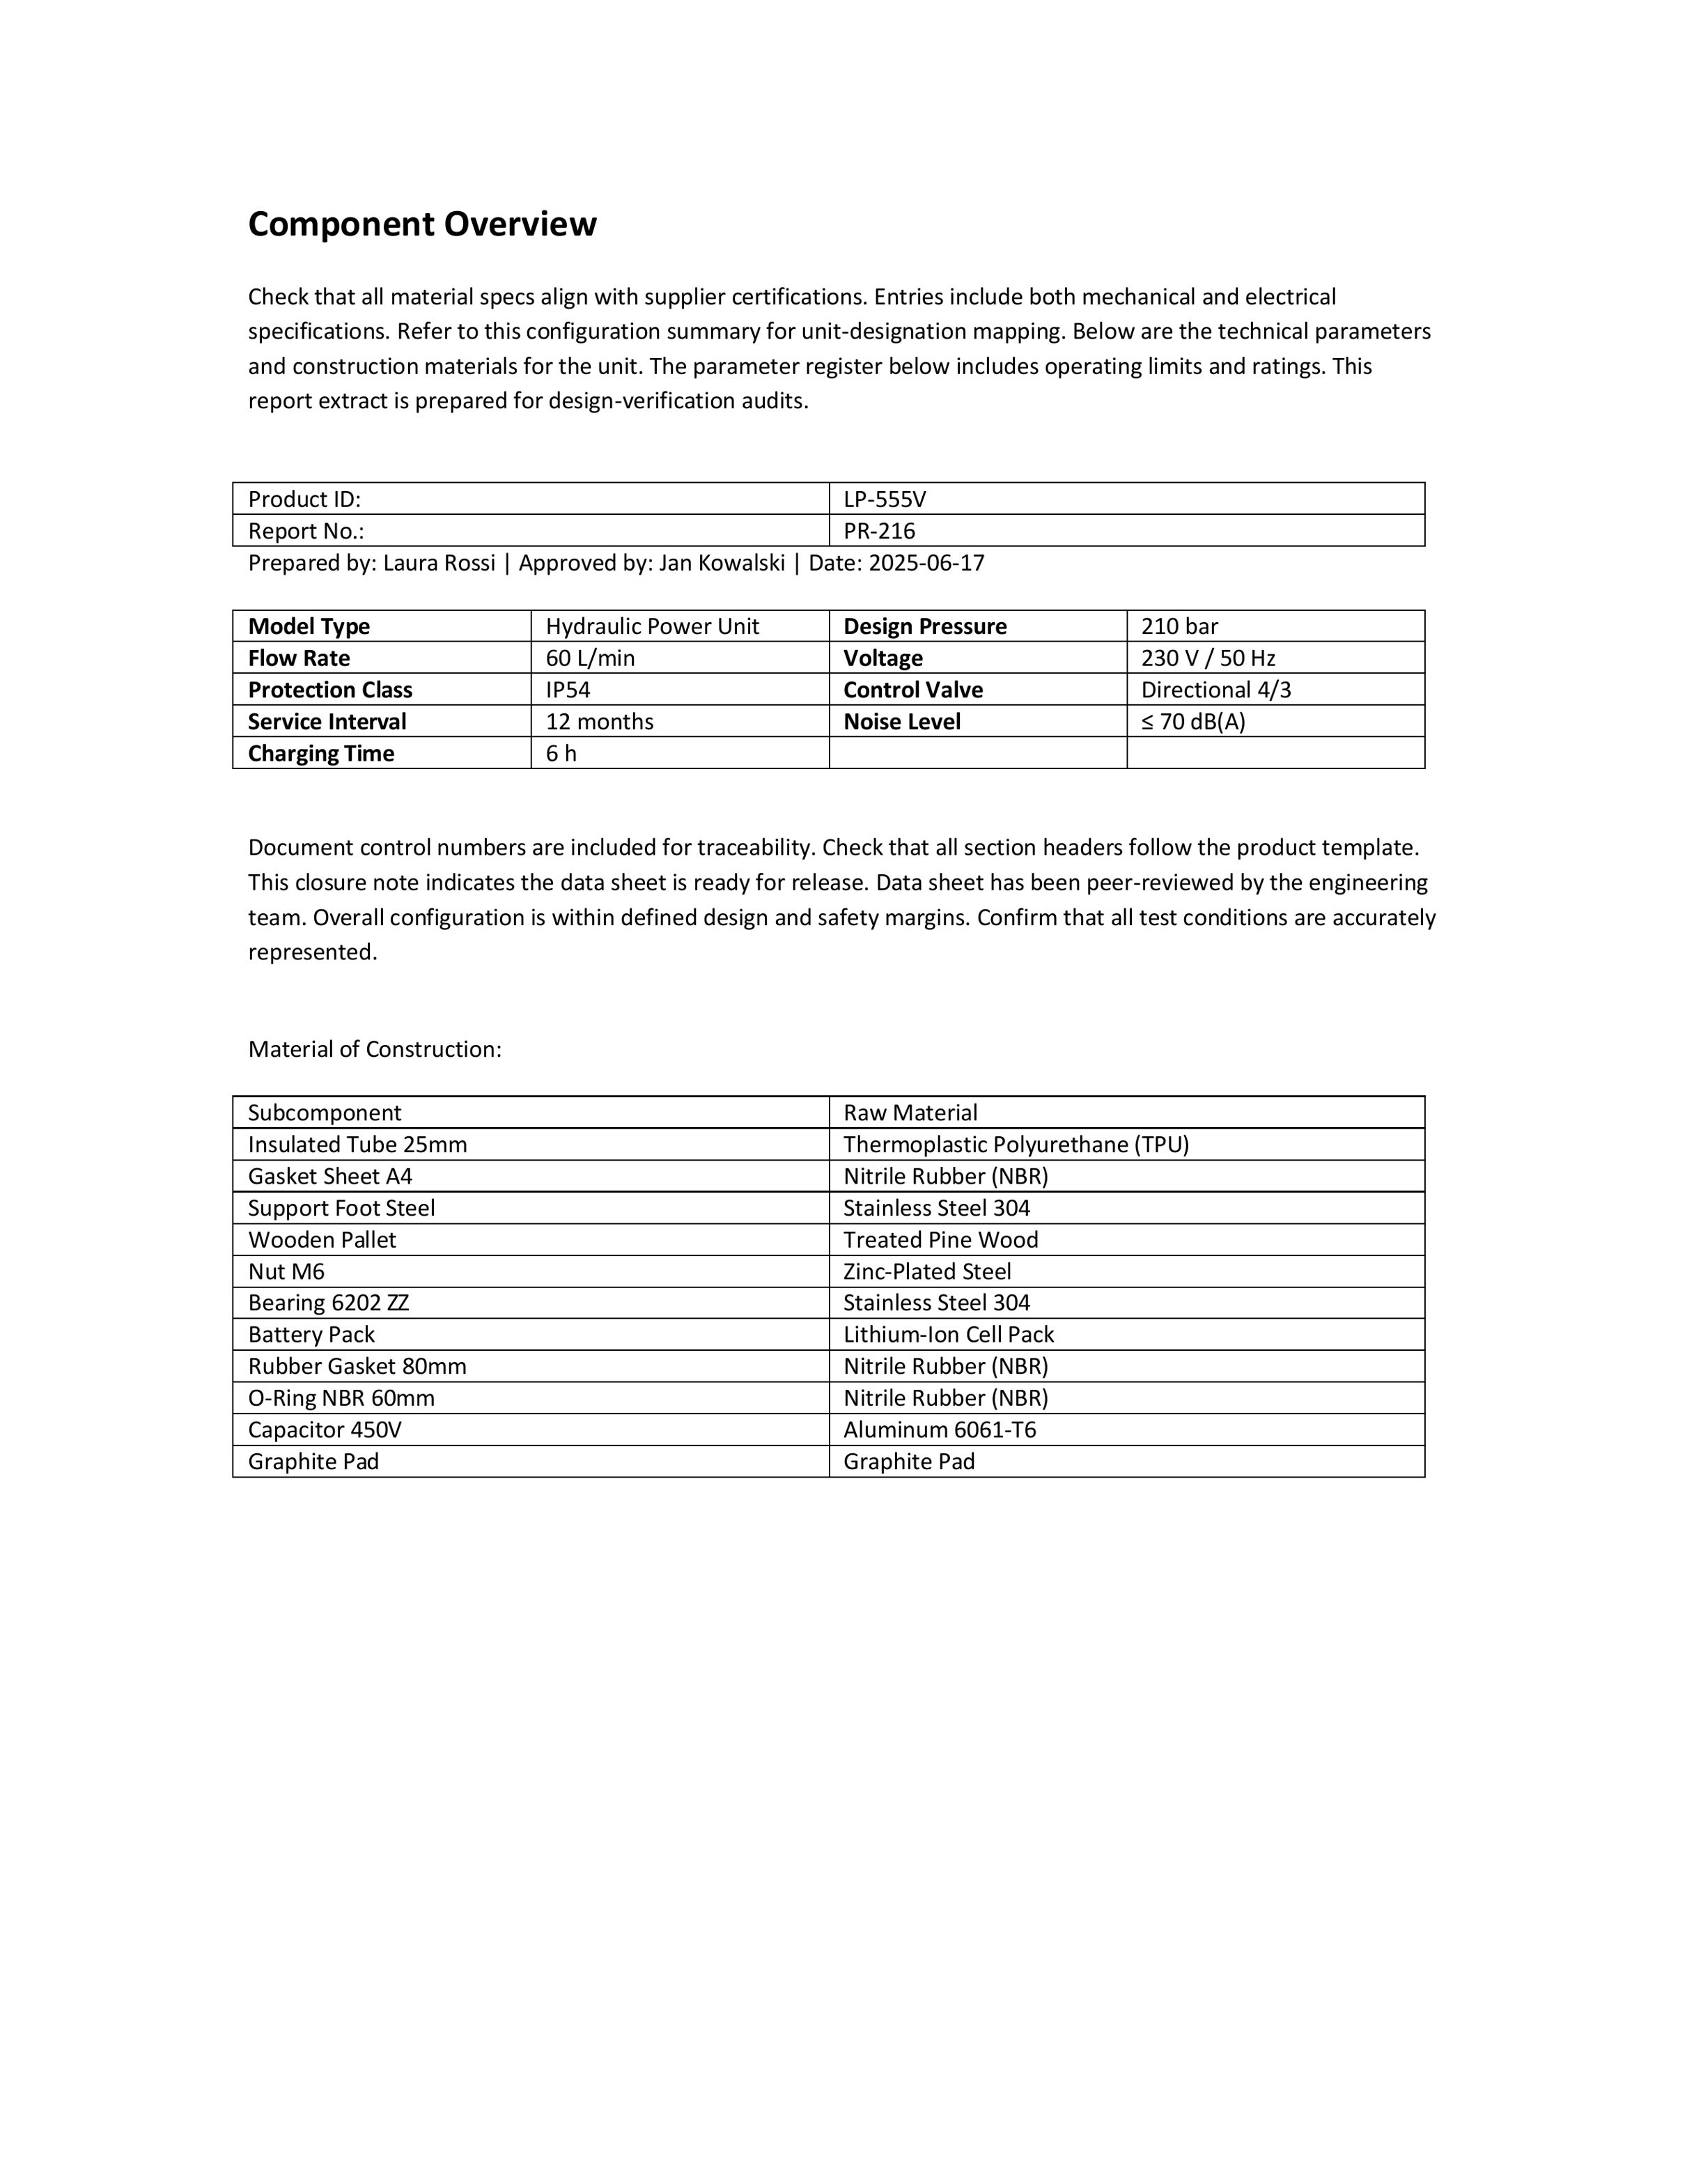 Component Overview
Check that all material specs align with supplier certifications. Entries include both mechanical and electrical
specifications. Refer to this configuration summary for unit-designation mapping. Below are the technical parameters
and construction materials for the unit. The parameter register below includes operating limits and ratings. This
report extract is prepared for design-verification audits.
Product ID: LP-555V
Report No.: PR-216
Prepared by: Laura Rossi | Approved by: Jan Kowalski | Date: 2025-06-17
Model Type Hydraulic Power Unit Design Pressure 210 bar
Flow Rate 60 L/min Voltage 230 V / 50 Hz
Protection Class IP54 Control Valve Directional 4/3
Service Interval 12 months Noise Level ≤ 70 dB(A)
Charging Time 6 h
Document control numbers are included for traceability. Check that all section headers follow the product template.
This closure note indicates the data sheet is ready for release. Data sheet has been peer-reviewed by the engineering
team. Overall configuration is within defined design and safety margins. Confirm that all test conditions are accurately
represented.
Material of Construction:
Subcomponent Raw Material
Insulated Tube 25mm Thermoplastic Polyurethane (TPU)
Gasket Sheet A4 Nitrile Rubber (NBR)
Support Foot Steel Stainless Steel 304
Wooden Pallet Treated Pine Wood
Nut M6 Zinc-Plated Steel
Bearing 6202 ZZ Stainless Steel 304
Battery Pack Lithium-Ion Cell Pack
Rubber Gasket 80mm Nitrile Rubber (NBR)
O-Ring NBR 60mm Nitrile Rubber (NBR)
Capacitor 450V Aluminum 6061-T6
Graphite Pad Graphite Pad